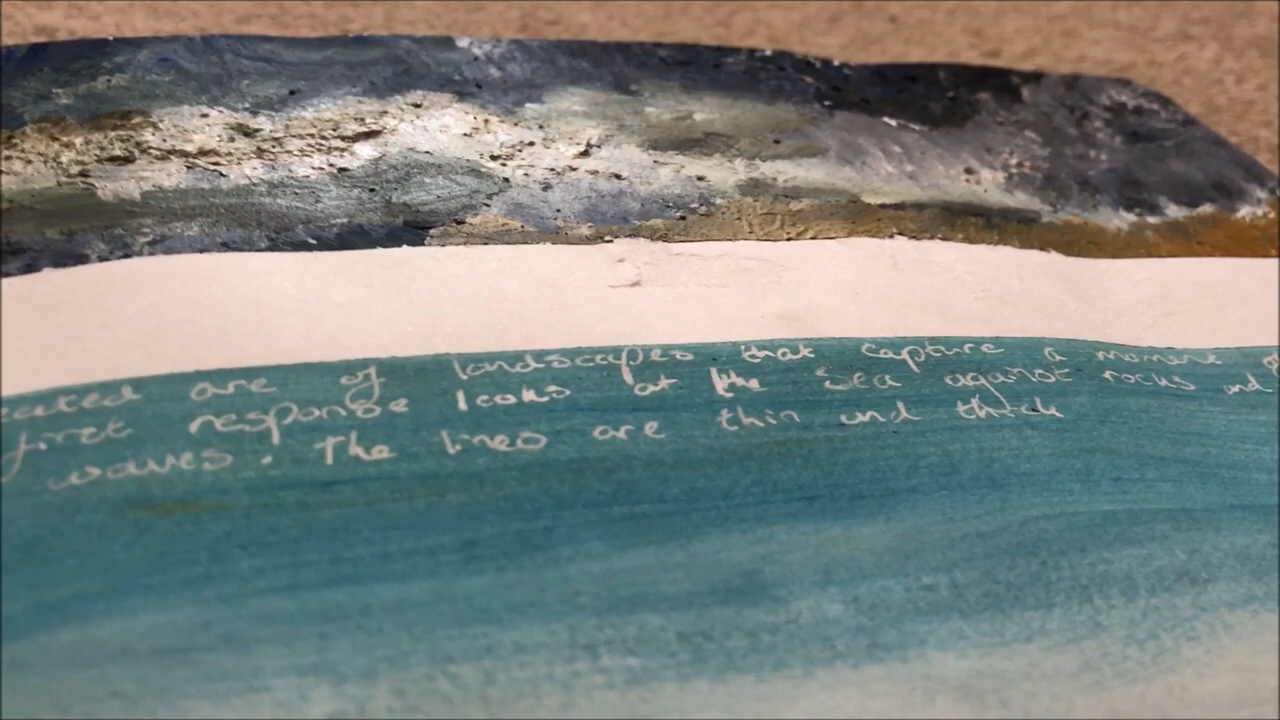 are of landscapes that capture a moment
first response looks at the sea against rocks and
waves. The lines are thin and thick